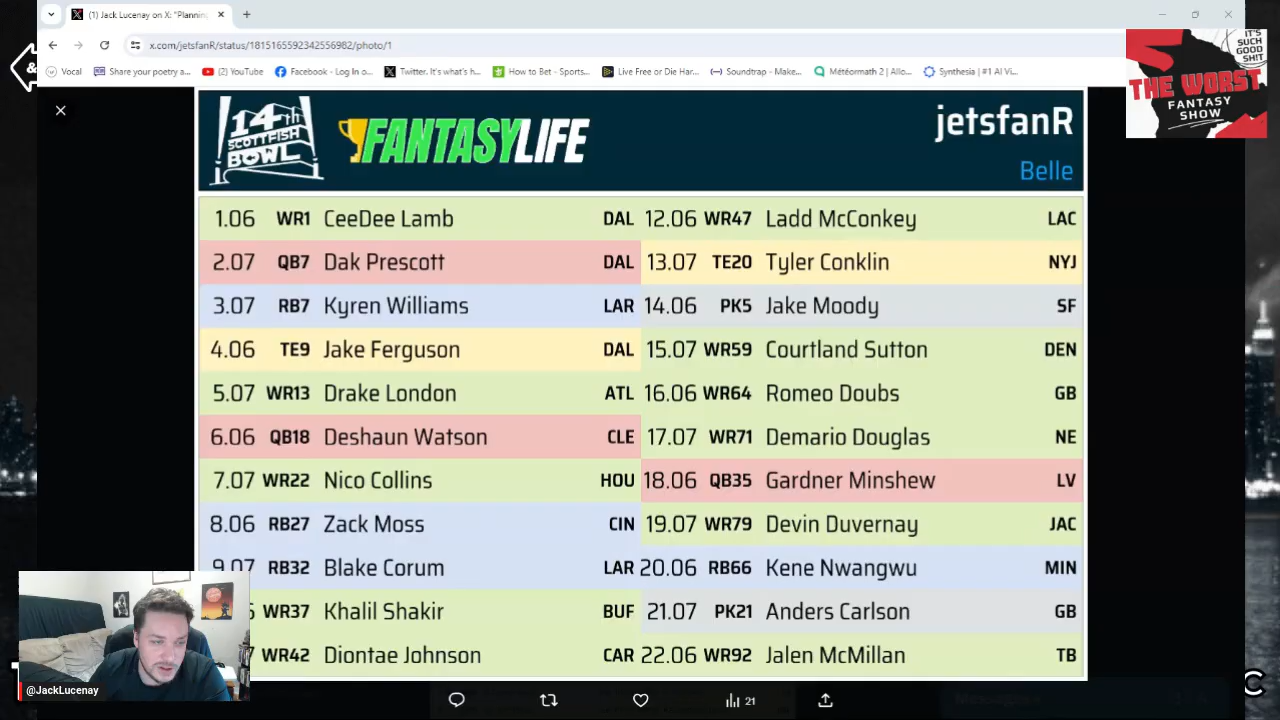 (1) Jack Lucenay on X: "Plannin
x.com/jetsfanR/status/1815165592342556982/photo/1
Vocal
Share your poetry a...
(2) YouTube
Facebook - Log In o...
Twitter. It's what's h...
How to Bet - Sports...
Live Free or Die Har...
Soundtrap - Make...
Météormath 2 | Allo...
Synthesia | #1 AI Vi...
IT'S SUCH GOOD SH!T
THE WORST
FANTASY
SHOW
&
14th
SCOTTFISH
BOWL
FANTASYLIFE
jetsfanR
Belle
1.06 WR1 CeeDee Lamb DAL
2.07 QB7 Dak Prescott DAL
3.07 RB7 Kyren Williams LAR
4.06 TE9 Jake Ferguson DAL
5.07 WR13 Drake London ATL
6.06 QB18 Deshaun Watson CLE
7.07 WR22 Nico Collins HOU
8.06 RB27 Zack Moss CIN
9.07 RB32 Blake Corum LAR
WR37 Khalil Shakir BUF
WR42 Diontae Johnson CAR
12.06 WR47 Ladd McConkey LAC
13.07 TE20 Tyler Conklin NYJ
14.06 PK5 Jake Moody SF
15.07 WR59 Courtland Sutton DEN
16.06 WR64 Romeo Doubs GB
17.07 WR71 Demario Douglas NE
18.06 QB35 Gardner Minshew LV
19.07 WR79 Devin Duvernay JAC
20.06 RB66 Kene Nwangwu MIN
21.07 PK21 Anders Carlson GB
22.06 WR92 Jalen McMillan TB
21
@JackLucenay